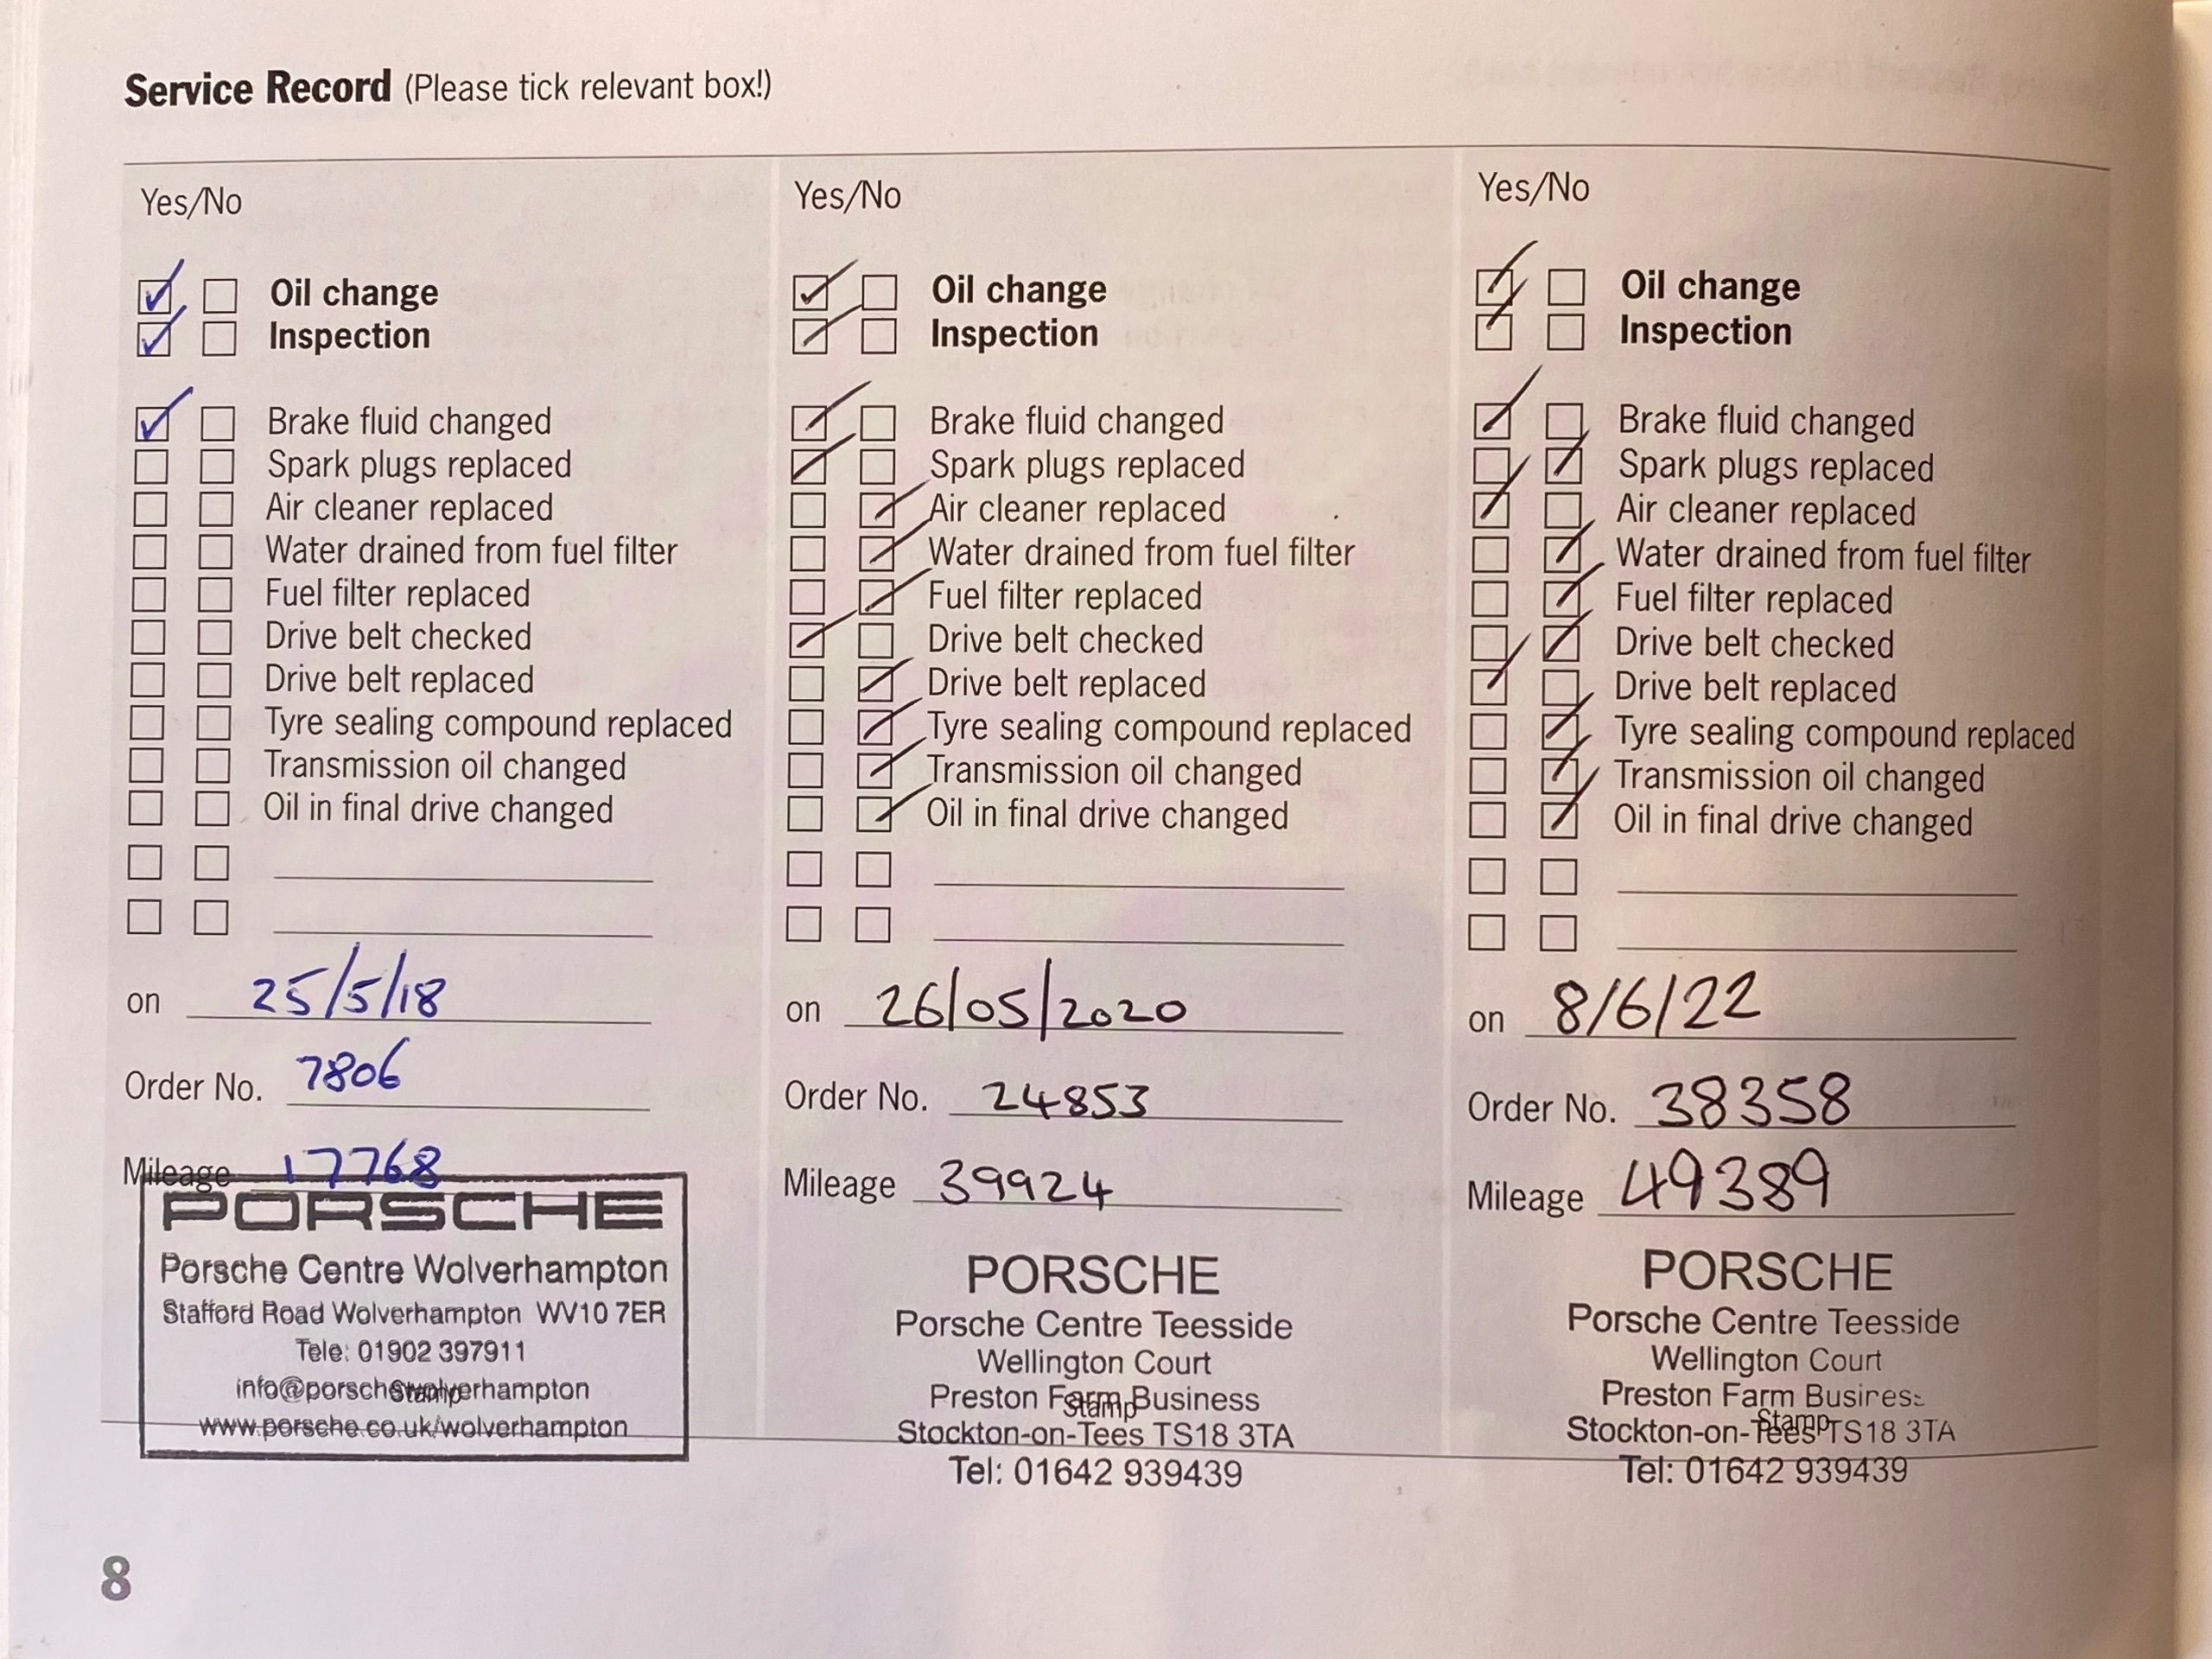 Service Record (Please tick relevant box!)
Yes/No
Oil change
Inspection
Brake fluid changed
Spark plugs replaced
Air cleaner replaced
Water drained from fuel filter
Fuel filter replaced
Drive belt checked
Drive belt replaced
Tyre sealing compound replaced
Transmission oil changed
Oil in final drive changed
on 25/5/18
Order No. 7806
Mileage 17768
PORSCHE
Porsche Centre Wolverhampton
Stafford Road Wolverhampton WV10 7ER
Tele: 01902 397911
info@porschewolverhampton
Stamp
www.porsche.co.uk/wolverhampton
Yes/No
Oil change
Inspection
Brake fluid changed
Spark plugs replaced
Air cleaner replaced
Water drained from fuel filter
Fuel filter replaced
Drive belt checked
Drive belt replaced
Tyre sealing compound replaced
Transmission oil changed
Oil in final drive changed
on 26/05/2020
Order No. 24853
Mileage 39924
PORSCHE
Porsche Centre Teesside
Wellington Court
Preston Farm Business
Stamp
Stockton-on-Tees TS18 3TA
Tel: 01642 939439
Yes/No
Oil change
Inspection
Brake fluid changed
Spark plugs replaced
Air cleaner replaced
Water drained from fuel filter
Fuel filter replaced
Drive belt checked
Drive belt replaced
Tyre sealing compound replaced
Transmission oil changed
Oil in final drive changed
on 8/6/22
Order No. 38358
Mileage 49389
PORSCHE
Porsche Centre Teesside
Wellington Court
Preston Farm Business
Stamp
Stockton-on-Tees TS18 3TA
Tel: 01642 939439
8